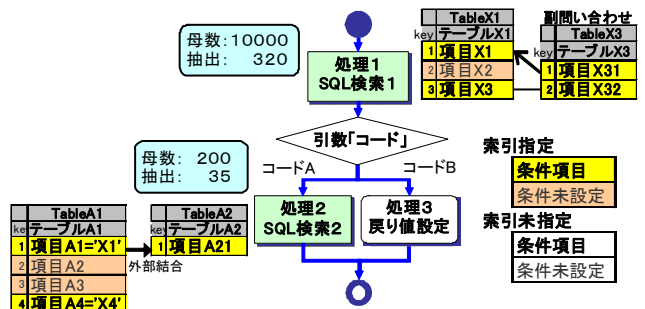 母数:10000
抽出: 320
処理1
SQL検索1
TableX1
key テーブルX1
1 項目X1
2 項目X2
3 項目X3
副問い合わせ
TableX3
key テーブルX3
1 項目X31
2 項目X32
引数「コード」
コードA
コードB
母数: 200
抽出: 35
処理2
SQL検索2
処理3
戻り値設定
索引指定
条件項目
条件未設定
索引未指定
条件項目
条件未設定
TableA1
key テーブルA1
1 項目A1='X1'
2 項目A2
3 項目A3
4 項目A4='X4'
外部結合
TableA2
key テーブルA2
1 項目A21